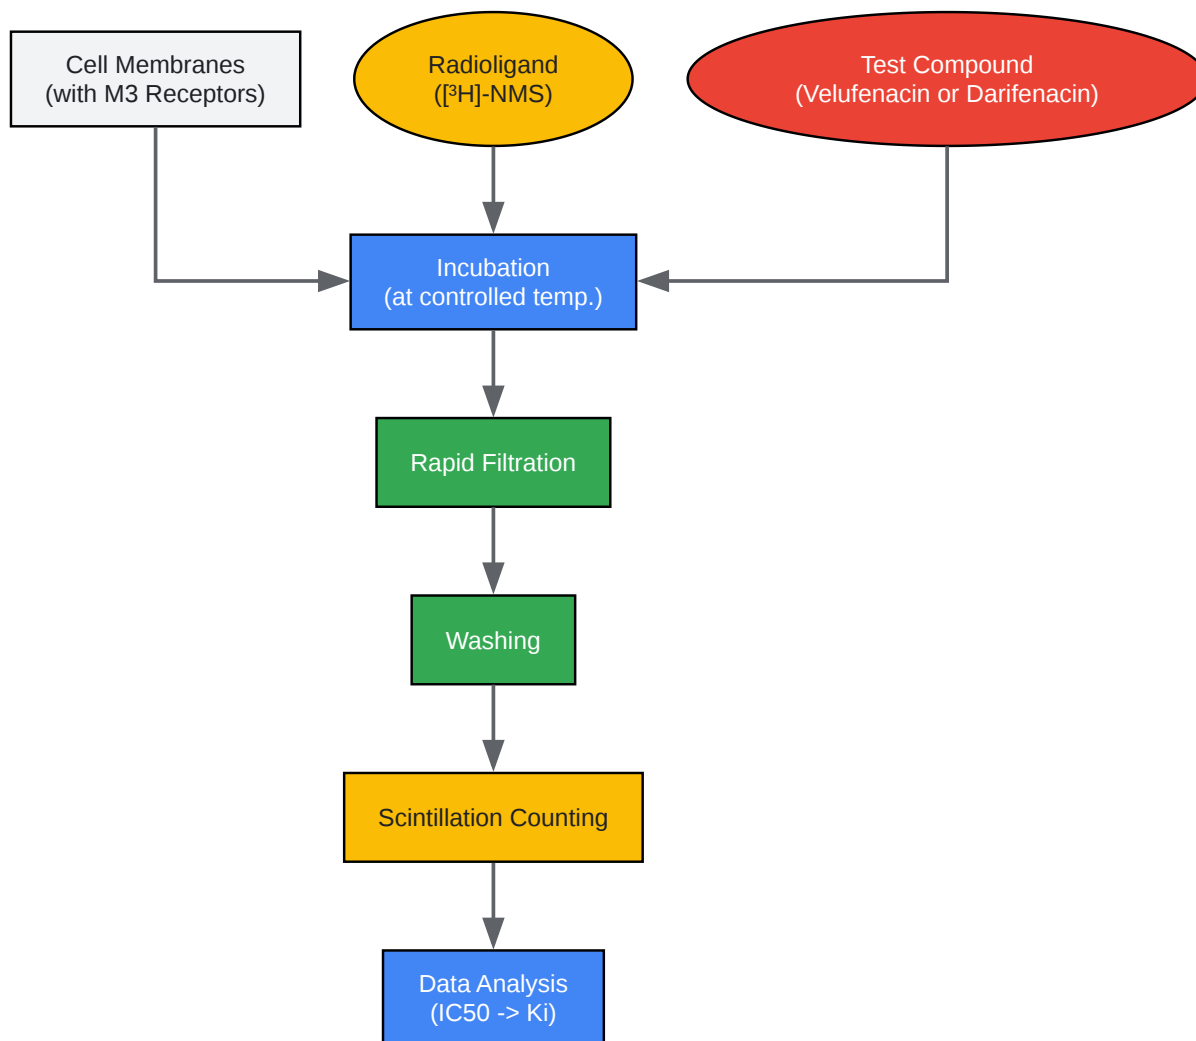 Cell Membranes
(with M3 Receptors)
Radioligand
([³H]-NMS)
Test Compound
(Velufenacin or Darifenacin)
Incubation
(at controlled temp.)
Rapid Filtration
Washing
Scintillation Counting
Data Analysis
(IC50 -> Ki)